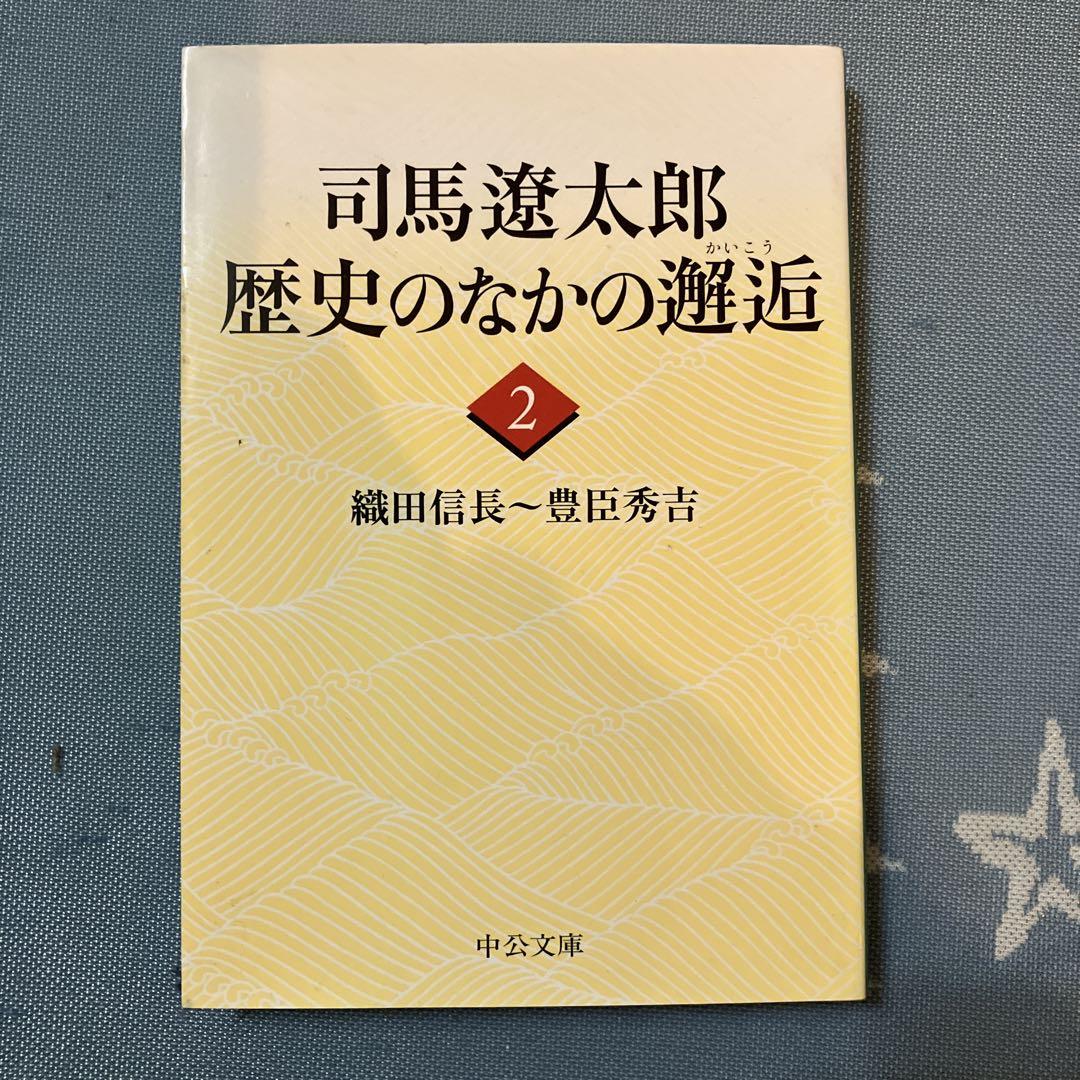 司馬遼太郎
かいこう
歴史のなかの邂逅
2
織田信長〜豊臣秀吉
中公文庫